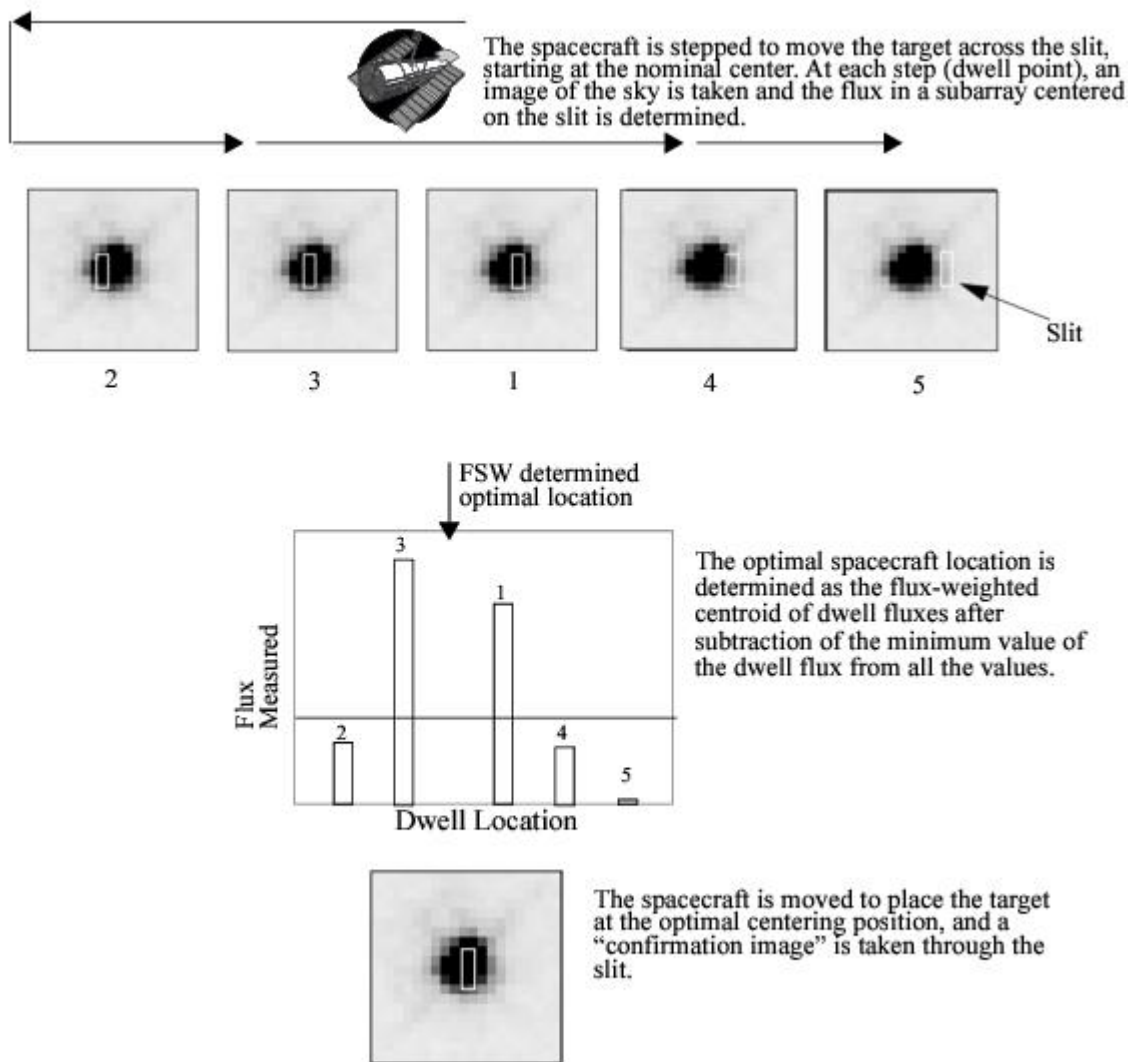 The spacecraft is stepped to move the target across the slit,
starting at the nominal center. At each step (dwell point), an
image of the sky is taken and the flux in a subarray centered
on the slit is determined.
Slit
2 3 1 4 5
FSW determined
optimal location
3
1
2
4
5
Flux
Measured
Dwell Location
The optimal spacecraft location is
determined as the flux-weighted
centroid of dwell fluxes after
subtraction of the minimum value of
the dwell flux from all the values.
The spacecraft is moved to place the target
at the optimal centering position, and a
“confirmation image” is taken through the
slit.